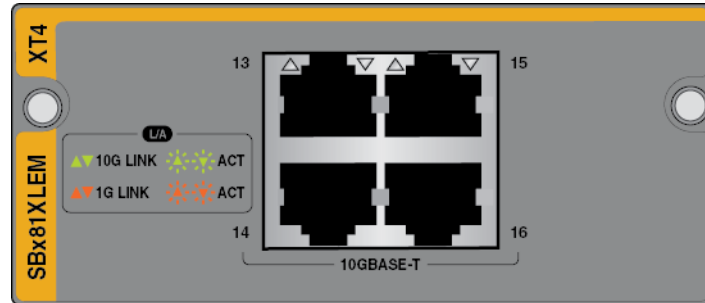 XT4
SBx81XLEM
L/A
10G LINK ACT
1G LINK ACT
13
15
14
16
10GBASE-T